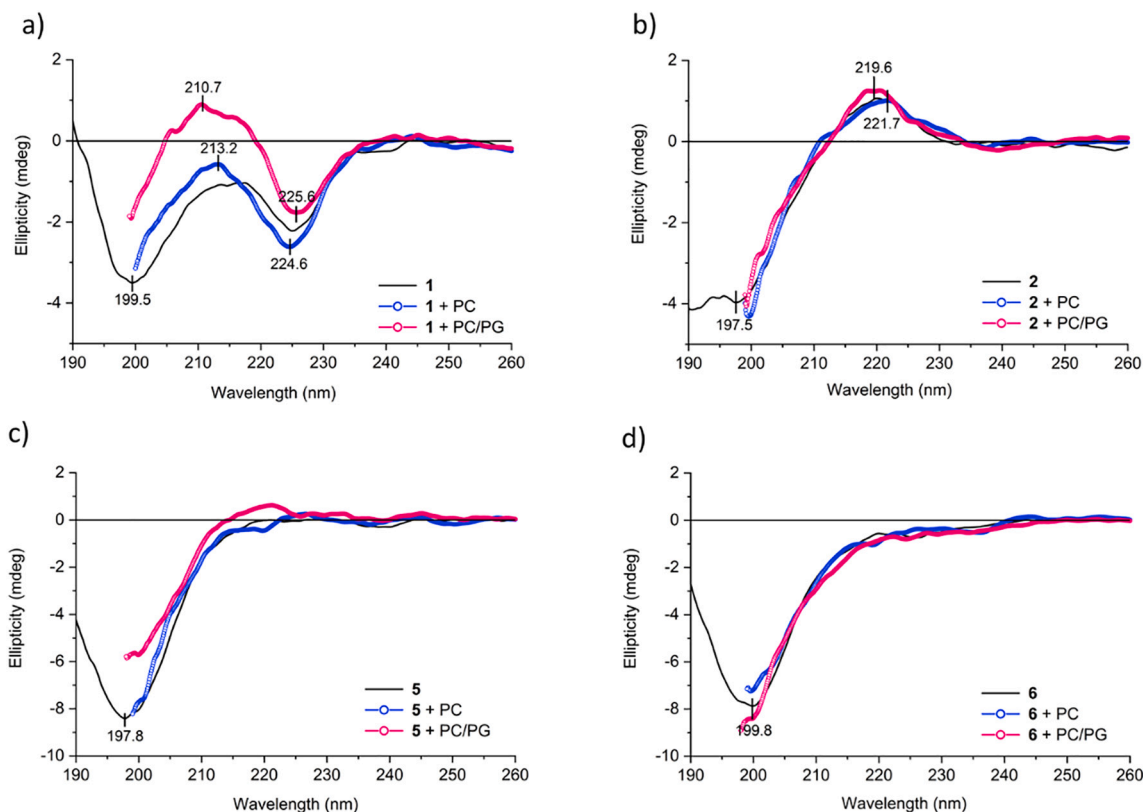 a)
2
0
-2
-4
Ellipticity (mdeg)
210.7
213.2
225.6
224.6
199.5
1
1 + PC
1 + PC/PG
190 200 210 220 230 240 250 260
Wavelength (nm)
b)
2
0
-2
-4
Ellipticity (mdeg)
219.6
221.7
197.5
2
2 + PC
2 + PC/PG
190 200 210 220 230 240 250 260
Wavelength (nm)
c)
2
0
-2
-4
-6
-8
-10
Ellipticity (mdeg)
197.8
5
5 + PC
5 + PC/PG
190 200 210 220 230 240 250 260
Wavelength (nm)
d)
2
0
-2
-4
-6
-8
-10
Ellipticity (mdeg)
199.8
6
6 + PC
6 + PC/PG
190 200 210 220 230 240 250 260
Wavelength (nm)